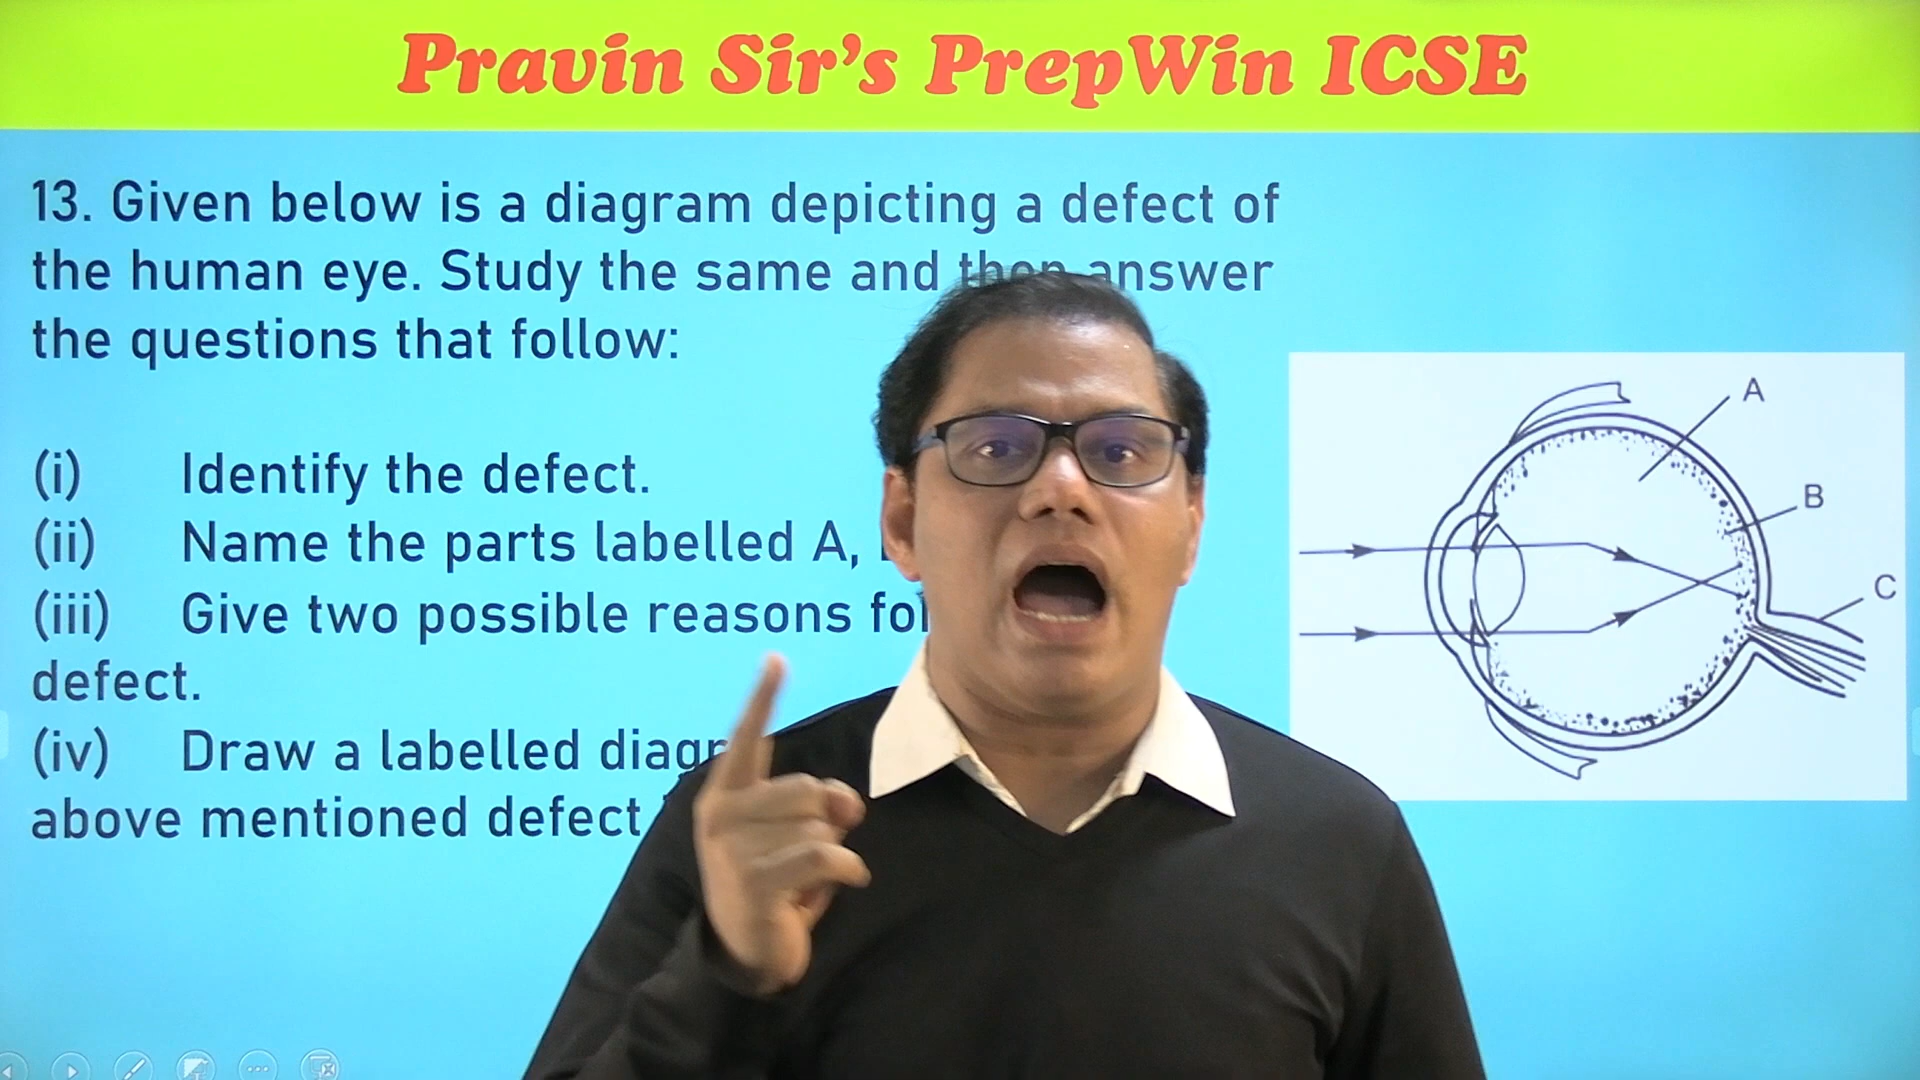 Pravin Sir's PrepWin ICSE
13. Given below is a diagram depicting a defect of
the human eye. Study the same and then answer
the questions that follow:
(i) Identify the defect.
(ii) Name the parts labelled A,
(iii) Give two possible reasons
defect.
(iv) Draw a labelled
above mentioned defect
A
B
C